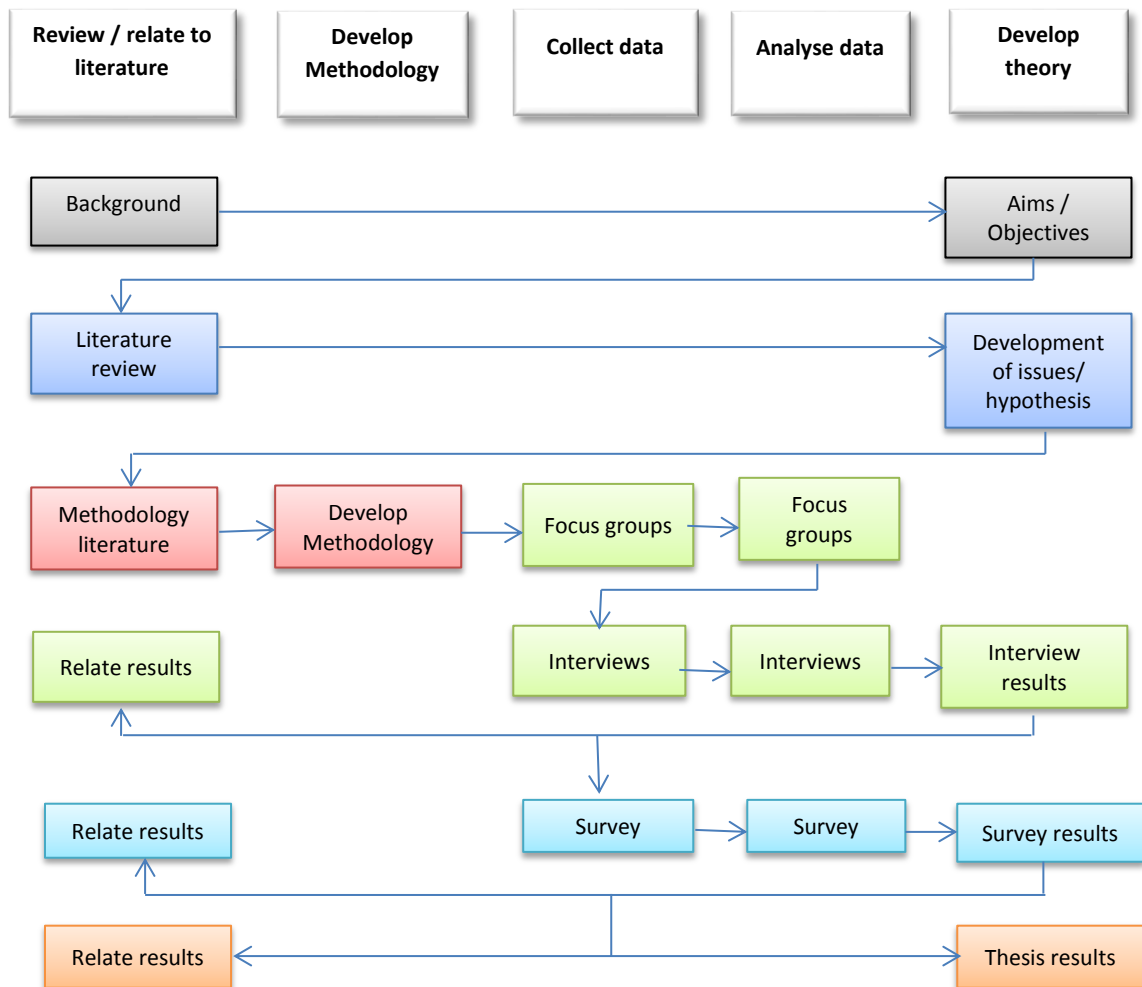 Review / relate to
literature
Develop
Methodology
Collect data
Analyse data
Develop
theory
Background
Aims /
Objectives
Literature
review
Development
of issues/
hypothesis
Methodology
literature
Develop
Methodology
Focus groups
Focus
groups
Relate results
Interviews
Interviews
Interview
results
Relate results
Survey
Survey
Survey results
Relate results
Thesis results